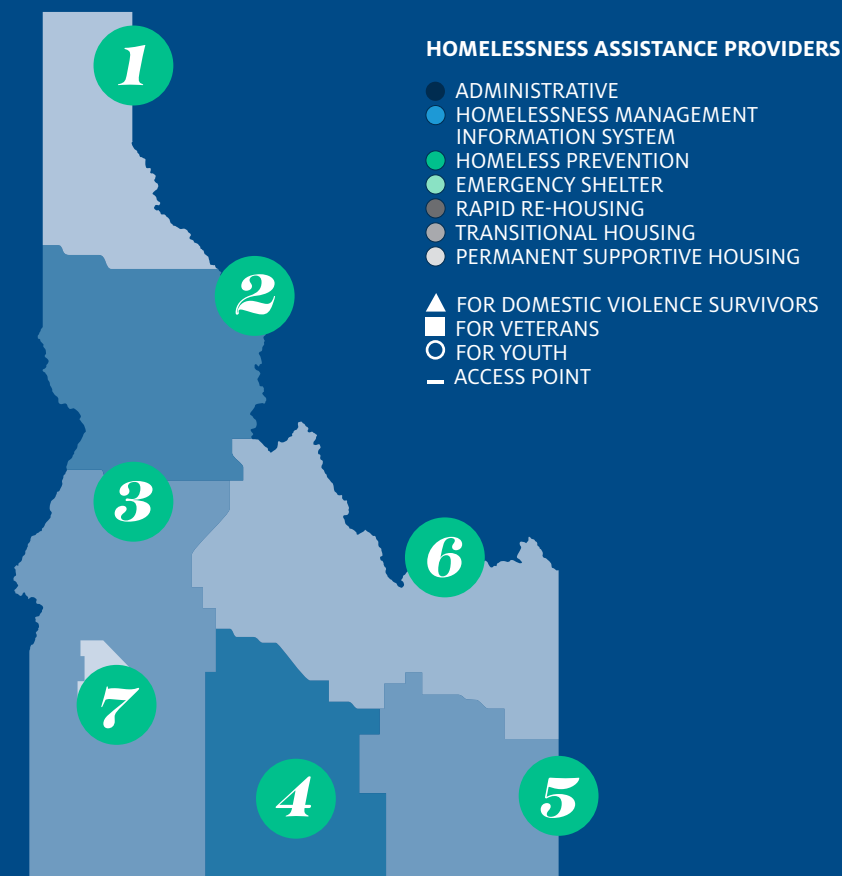 HOMELESSNESS ASSISTANCE PROVIDERS
ADMINISTRATIVE
HOMELESSNESS MANAGEMENT
INFORMATION SYSTEM
HOMELESS PREVENTION
EMERGENCY SHELTER
RAPID RE-HOUSING
TRANSITIONAL HOUSING
PERMANENT SUPPORTIVE HOUSING
FOR DOMESTIC VIOLENCE SURVIVORS
FOR VETERANS
FOR YOUTH
ACCESS POINT
1
2
3
6
7
4
5